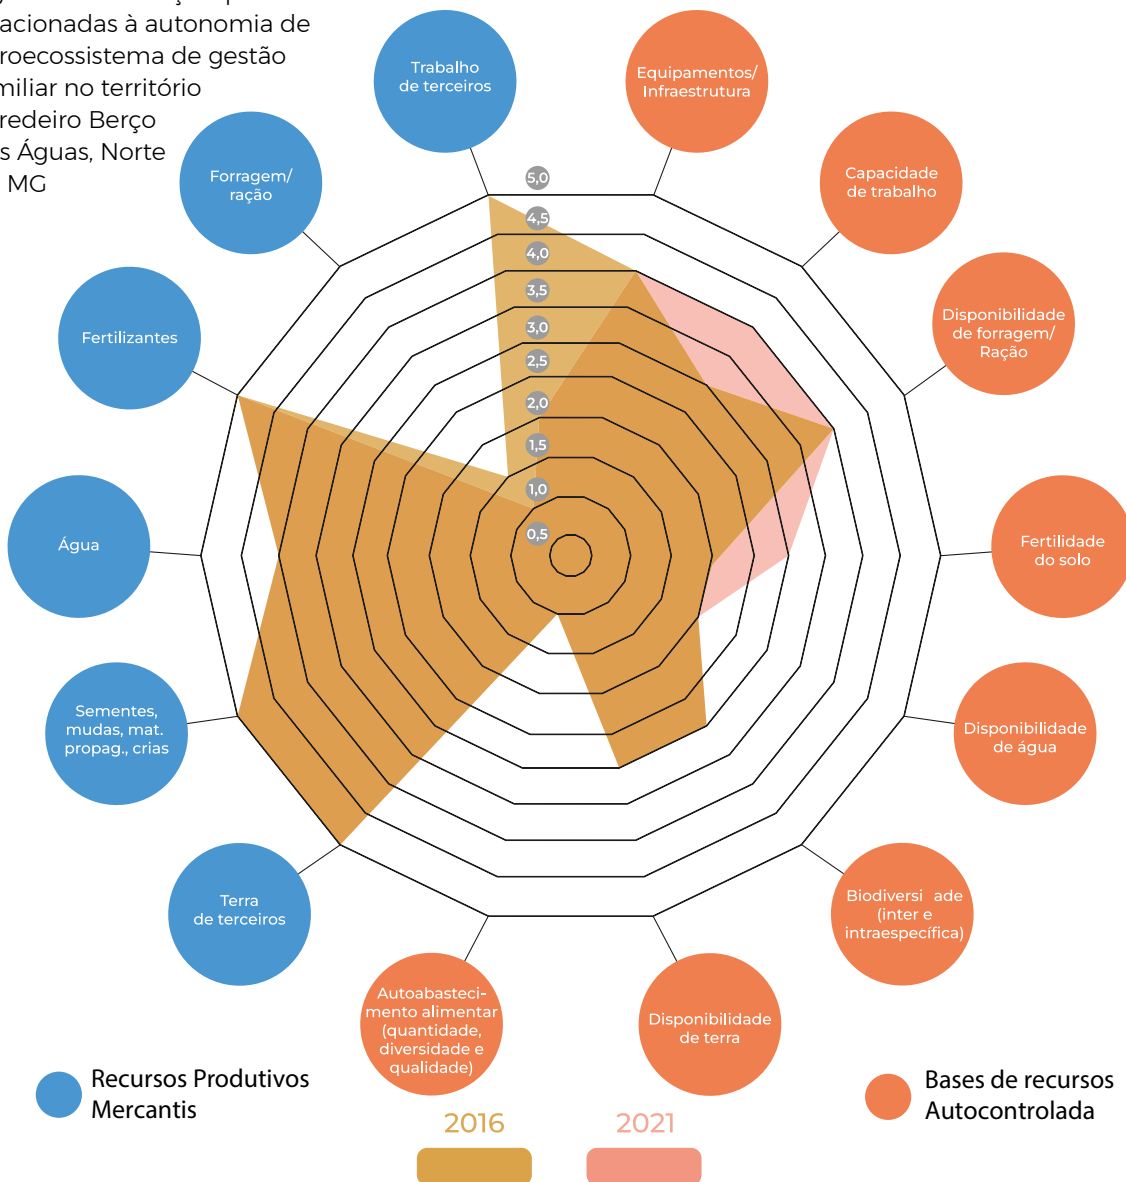 acionadas à autonomia de
roecossistema de gestão
miliar no território
redeiro Berço
s Águas, Norte
MG
Trabalho
de terceiros
Equipamentos/
Infraestrutura
Forragem/
ração
Capacidade
de trabalho
Fertilizantes
Disponibilidade
de forragem/
Ração
Água
Fertilidade
do solo
Sementes,
mudas, mat.
propag., crias
Disponibilidade
de água
Terra
de terceiros
Biodiversi ade
(inter e
intraespecífica)
Autoabasteci-
mento alimentar
(quantidade,
diversidade e
qualidade)
Disponibilidade
de terra
5,0
4,5
4,0
3,5
3,0
2,5
2,0
1,5
1,0
0,5
Recursos Produtivos
Mercantis
Bases de recursos
Autocontrolada
2016
2021